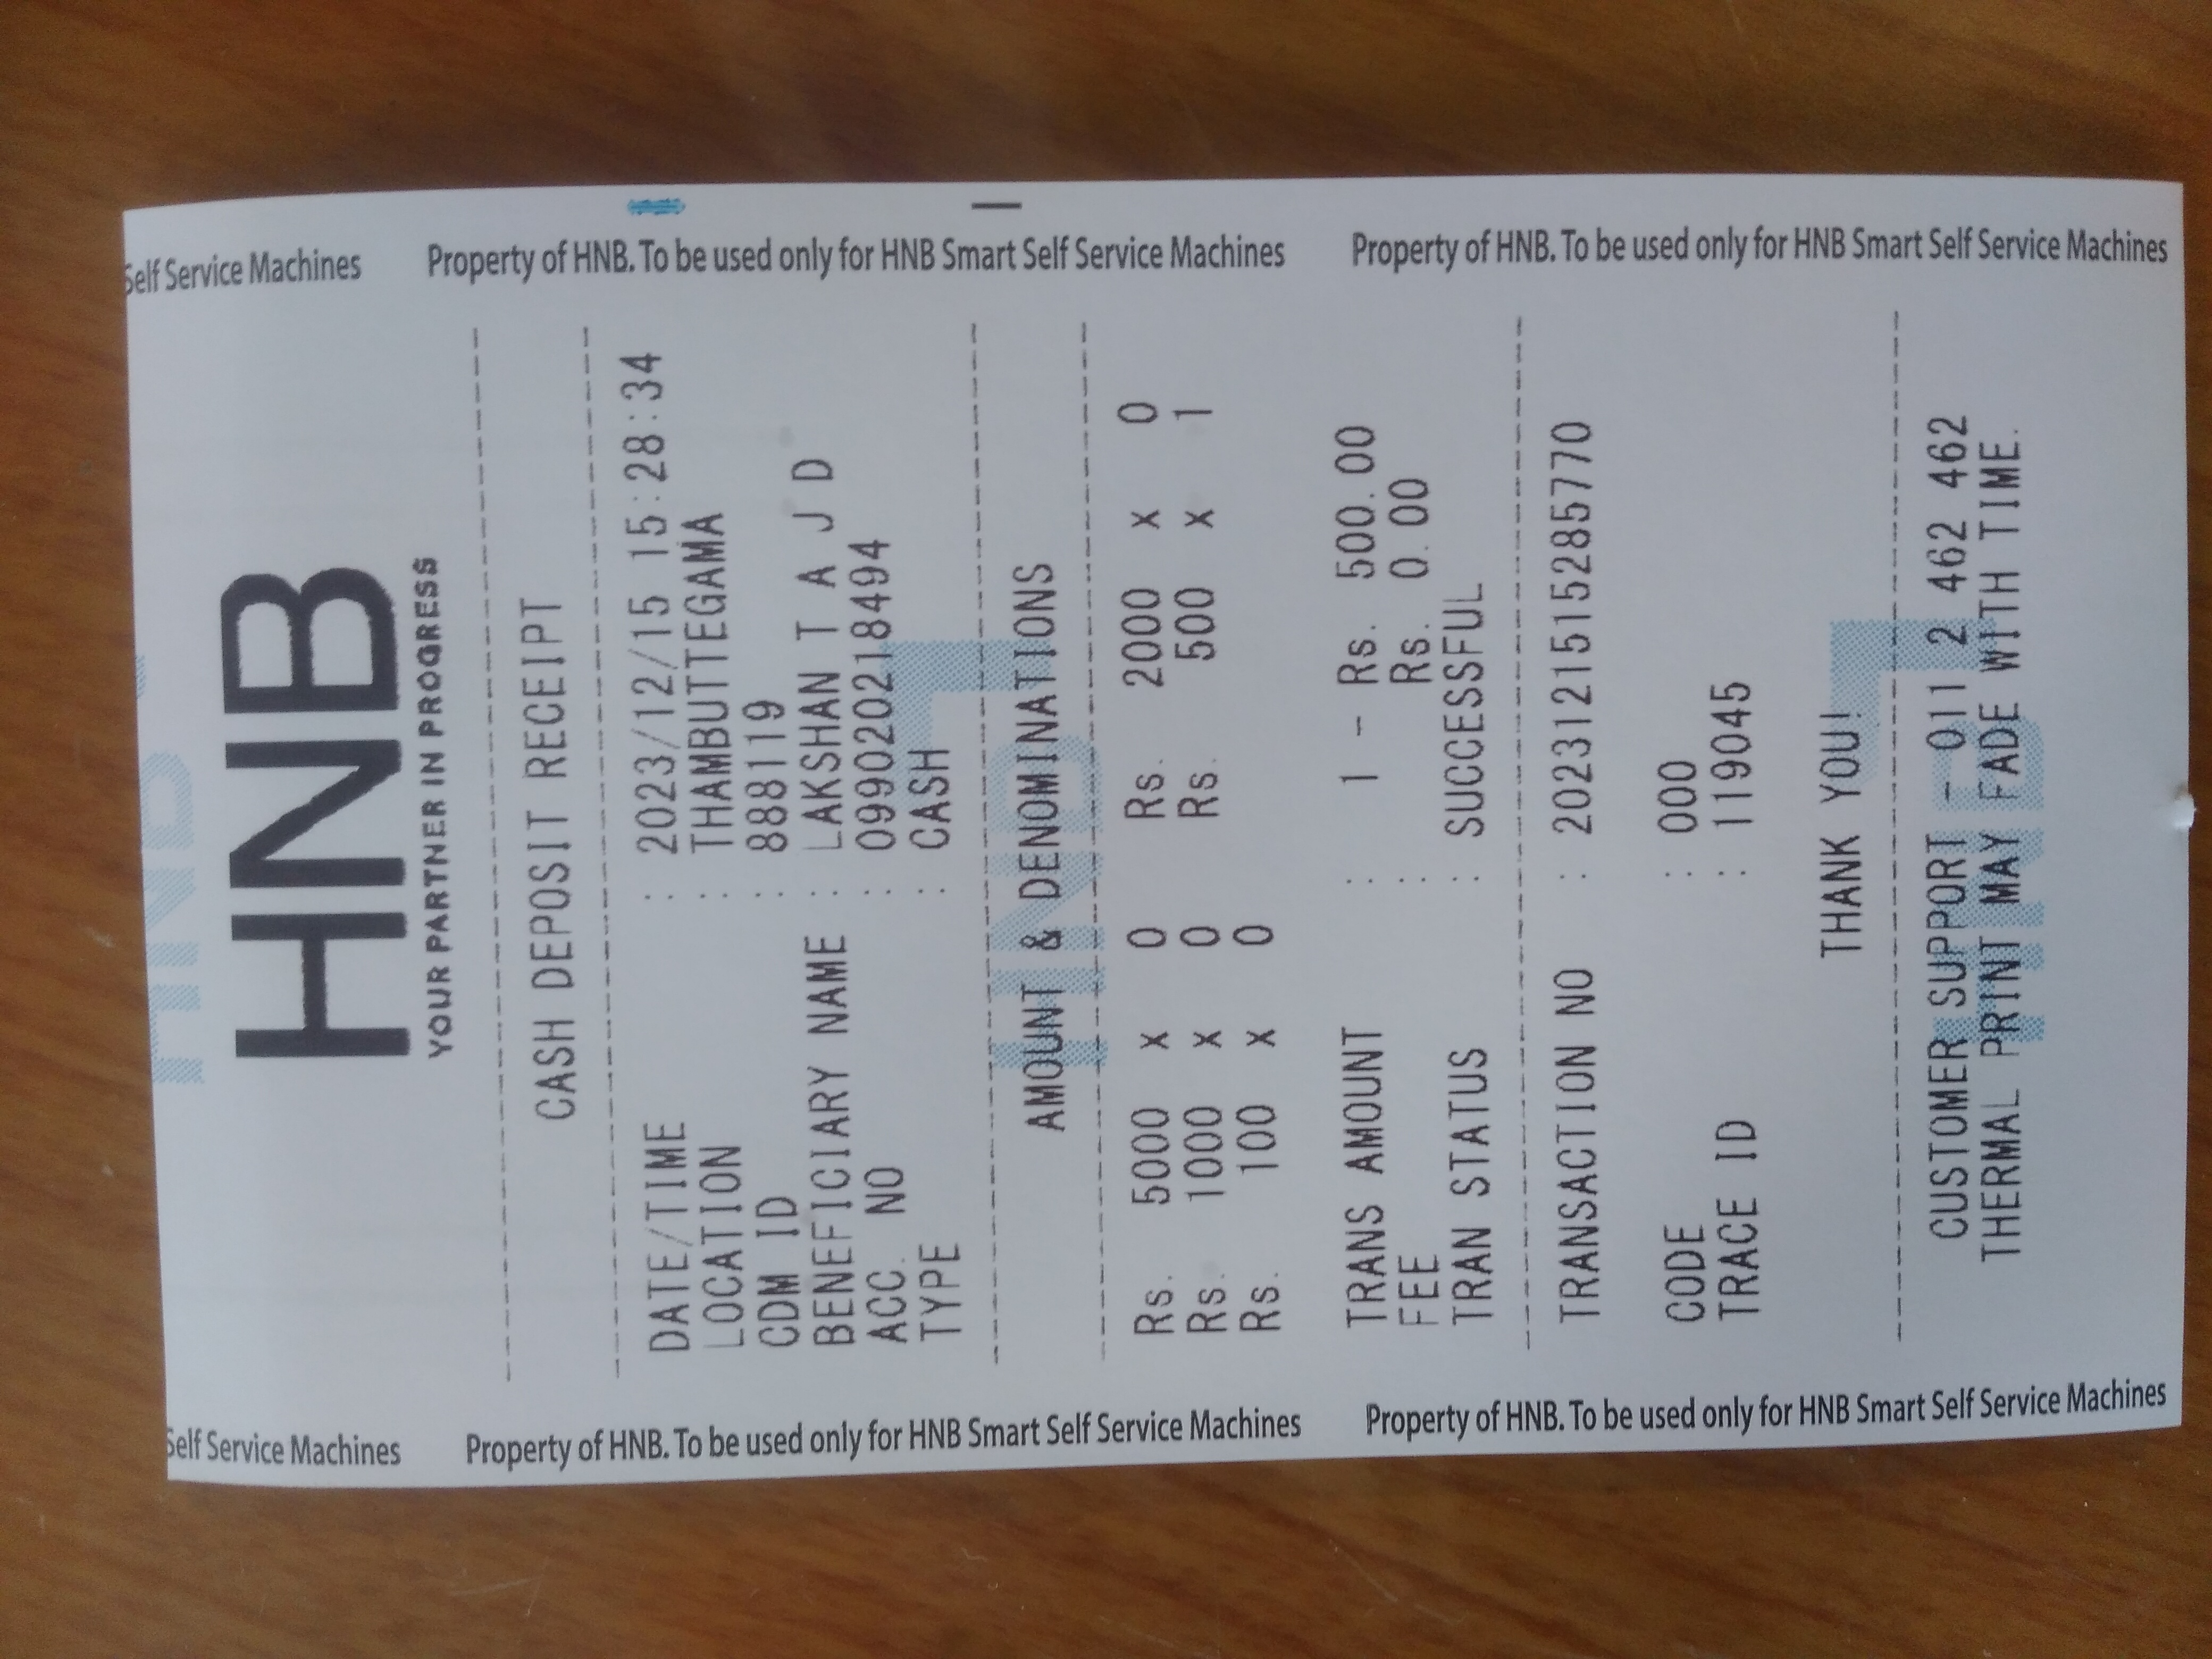 HNB
YOUR PARTNER IN PROGRESS
CASH DEPOSIT RECEIPT
DATE/TIME : 2023/12/15 15:28:34
LOCATION : THAMBUTTEGAMA
CDM ID : 888119
BENEFICIARY NAME : LAKSHAN T A J D
ACC. NO : 099020218494
TYPE : CASH
AMOUNT & DENOMINATIONS
Rs. 5000 x 0 Rs. 2000 x 0
Rs. 1000 x 0 Rs. 500 x 1
Rs. 100 x 0
TRANS AMOUNT : 1 - Rs. 500.00
FEE : Rs. 0.00
TRAN STATUS : SUCCESSFUL
TRANSACTION NO : 20231215152285770
CODE : 000
TRACE ID : 119045
THANK YOU!
CUSTOMER SUPPORT - 011 2 462 462
THERMAL PRINT MAY FADE WITH TIME.
Self Service Machines
Property of HNB. To be used only for HNB Smart Self Service Machines
Property of HNB. To be used only for HNB Smart Self Service Machines
Self Service Machines
Property of HNB. To be used only for HNB Smart Self Service Machines
Property of HNB. To be used only for HNB Smart Self Service Machines
HNB
HNB
HNB